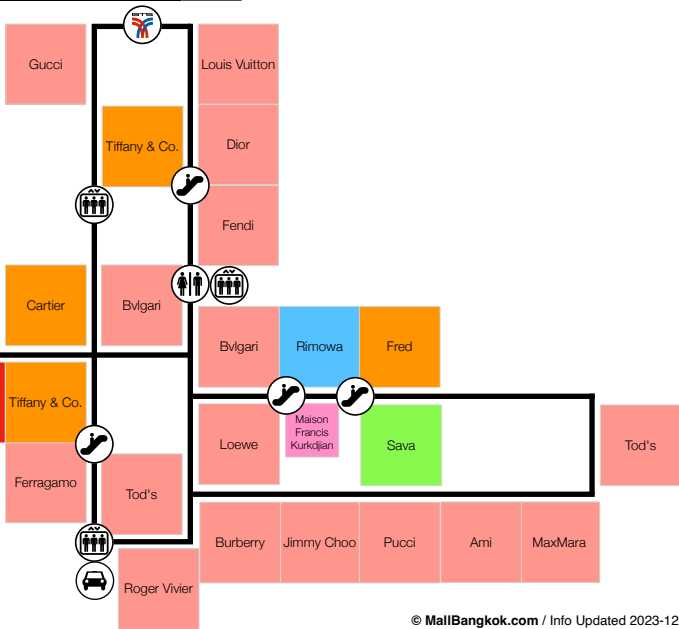 BTS
Gucci
Louis Vuitton
Tiffany & Co.
Dior
Fendi
Cartier
Bvlgari
Bvlgari
Rimowa
Fred
Tiffany & Co.
Loewe
Maison
Francis
Kurkdjian
Sava
Tod's
Ferragamo
Tod's
Burberry
Jimmy Choo
Pucci
Ami
MaxMara
Roger Vivier
© MallBangkok.com / Info Updated 2023-12